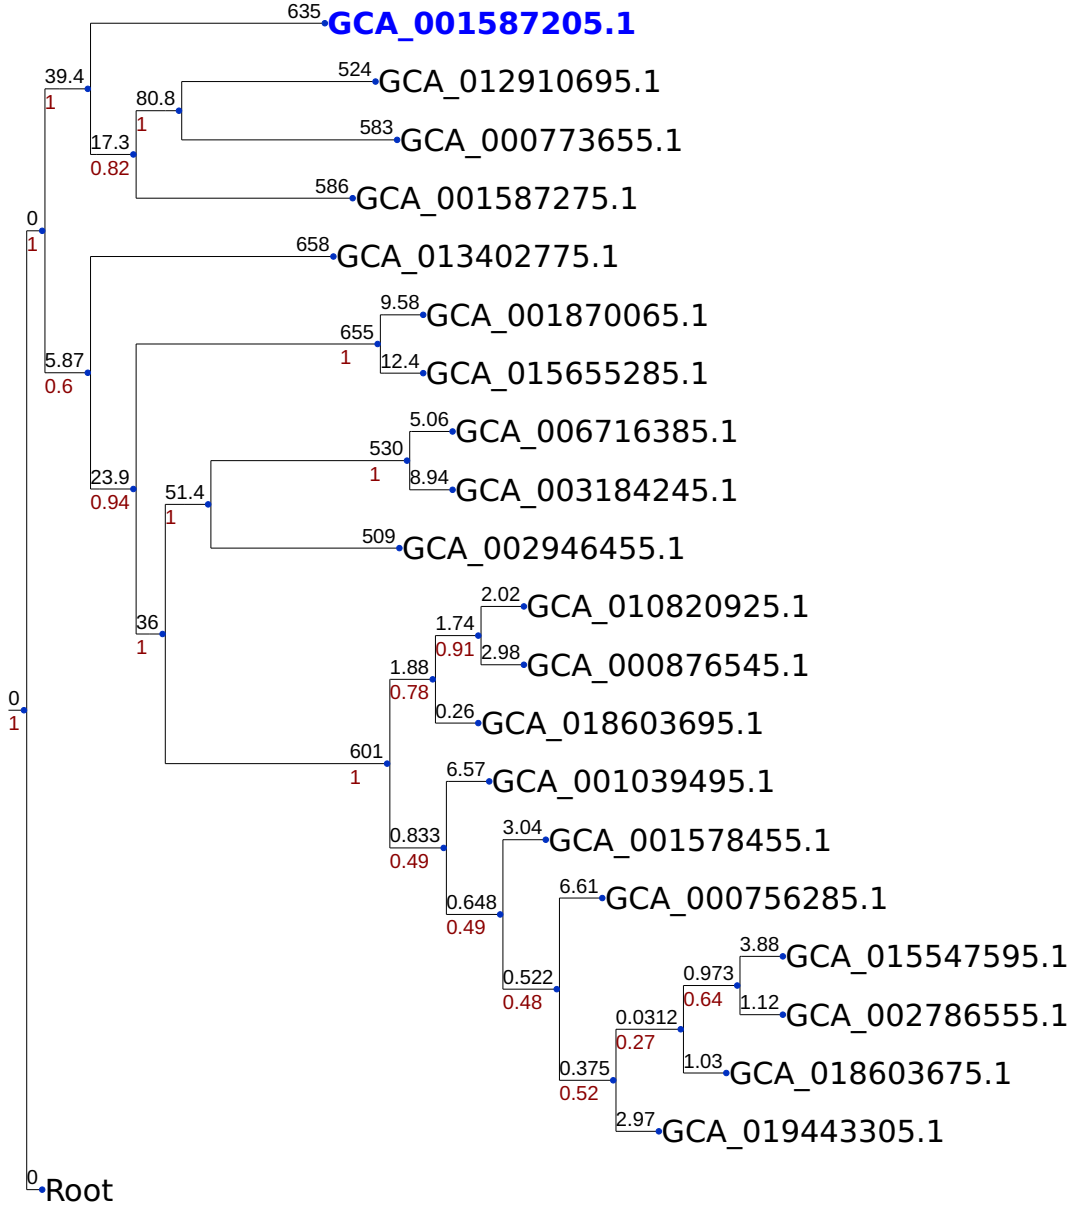 635
GCA_001587205.1
39.4
1
524
GCA_012910695.1
80.8
1
583
GCA_000773655.1
17.3
0.82
586
GCA_001587275.1
0
1
658
GCA_013402775.1
9.58
GCA_001870065.1
655
1
12.4
GCA_015655285.1
5.87
0.6
5.06
GCA_006716385.1
530
1
8.94
GCA_003184245.1
23.9
0.94
51.4
1
509
GCA_002946455.1
2.02
GCA_010820925.1
36
1
1.74
0.91
2.98
GCA_000876545.1
1.88
0.78
0.26
GCA_018603695.1
0
1
601
1
6.57
GCA_001039495.1
0.833
0.49
3.04
GCA_001578455.1
6.61
GCA_000756285.1
0.648
0.49
3.88
GCA_015547595.1
0.522
0.48
0.973
0.64
1.12
GCA_002786555.1
0.0312
0.27
1.03
GCA_018603675.1
0.375
0.52
2.97
GCA_019443305.1
0
Root